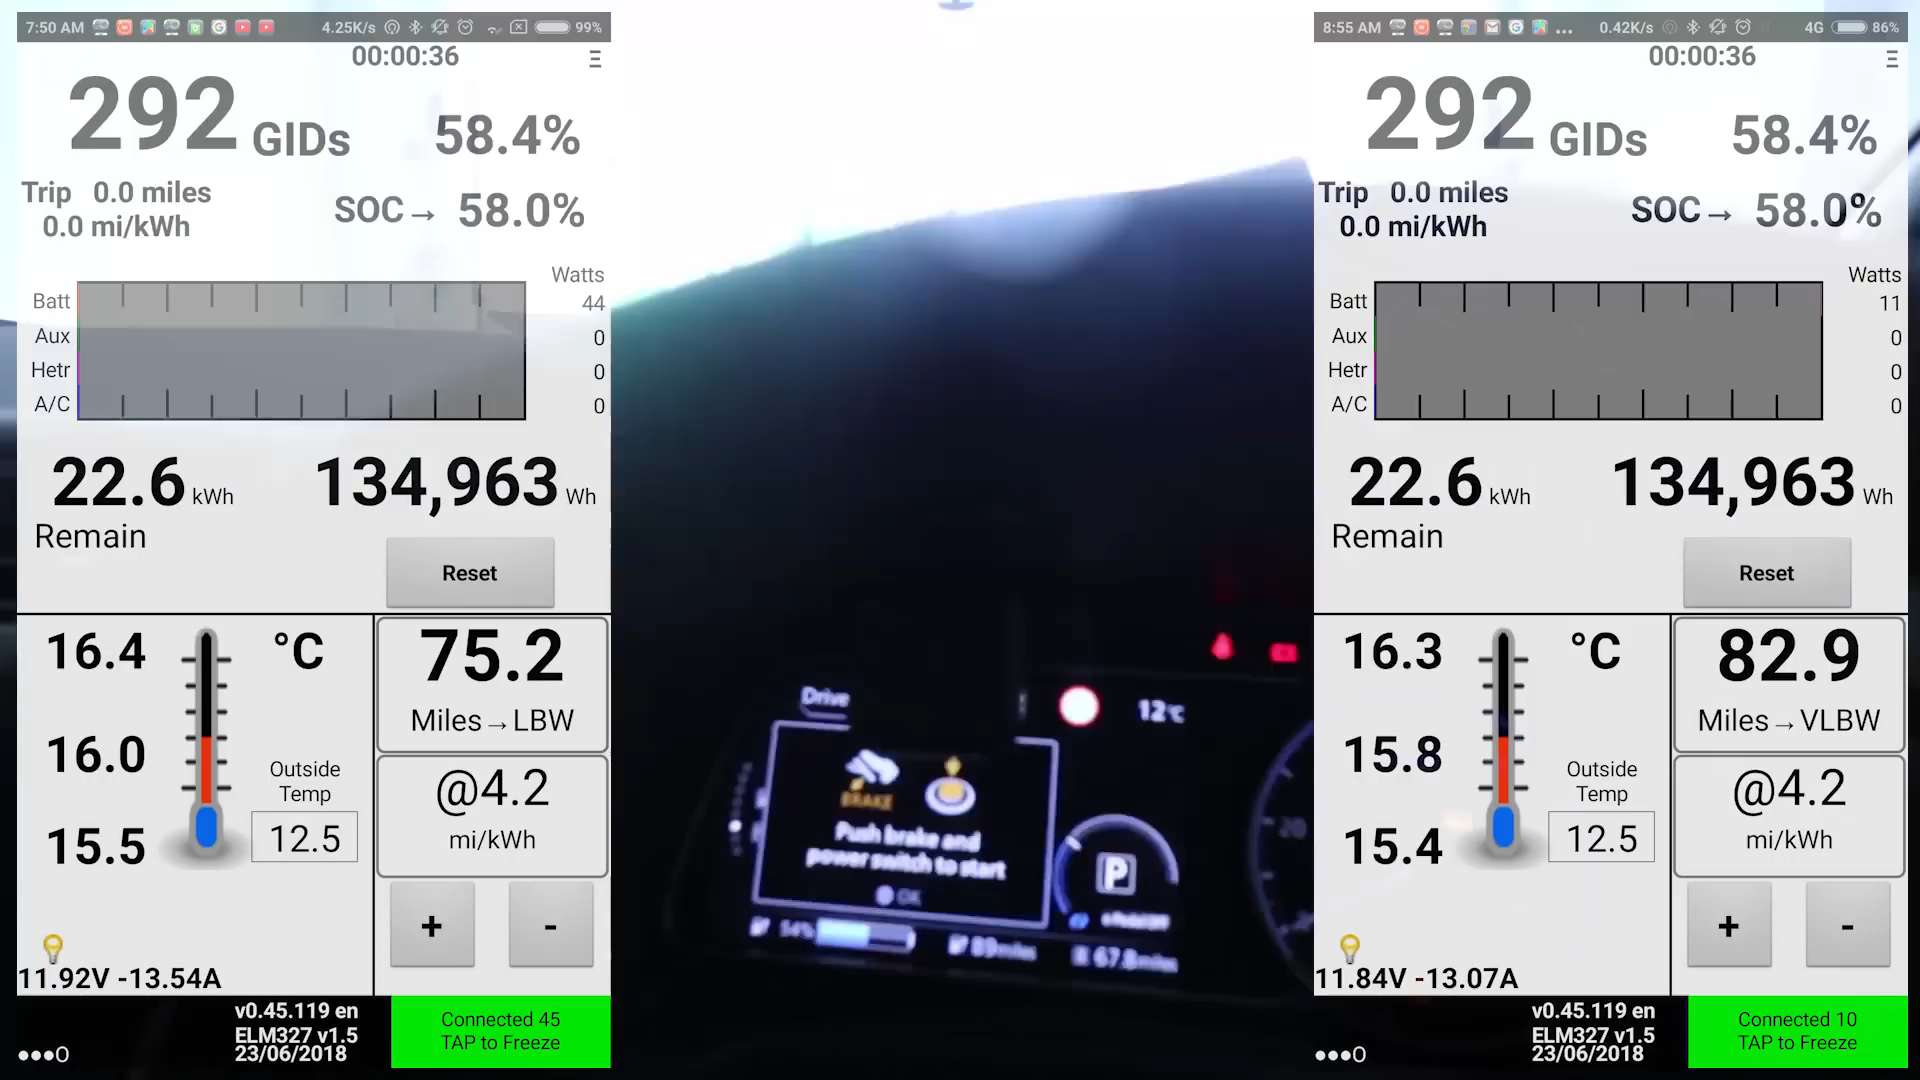 7:50 AM 4.25K/s 99%
00:00:36
292 GIDs 58.4%
Trip 0.0 miles
0.0 mi/kWh
SOC→ 58.0%
Watts
Batt 44
Aux 0
Hetr 0
A/C 0
22.6 kWh 134,963 Wh
Remain
Reset
16.4 °C
16.0
15.5
Outside
Temp
12.5
75.2
Miles→LBW
@4.2
mi/kWh
+ -
11.92V -13.54A
v0.45.119 en
ELM327 v1.5
23/06/2018
Connected 45
TAP to Freeze
Drive
12°C
BRAKE
Push brake and
power switch to start
OK
P
20
54% 89miles 67.8miles
8:55 AM 0.42K/s 4G 86%
00:00:36
292 GIDs 58.4%
Trip 0.0 miles
0.0 mi/kWh
SOC→ 58.0%
Watts
Batt 11
Aux 0
Hetr 0
A/C 0
22.6 kWh 134,963 Wh
Remain
Reset
16.3 °C
15.8
15.4
Outside
Temp
12.5
82.9
Miles→VLBW
@4.2
mi/kWh
+ -
11.84V -13.07A
v0.45.119 en
ELM327 v1.5
23/06/2018
Connected 10
TAP to Freeze